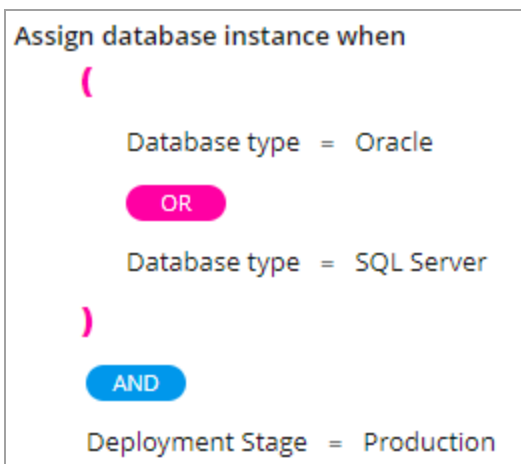 Assign database instance when
(
Database type = Oracle
OR
Database type = SQL Server
)
AND
Deployment Stage = Production